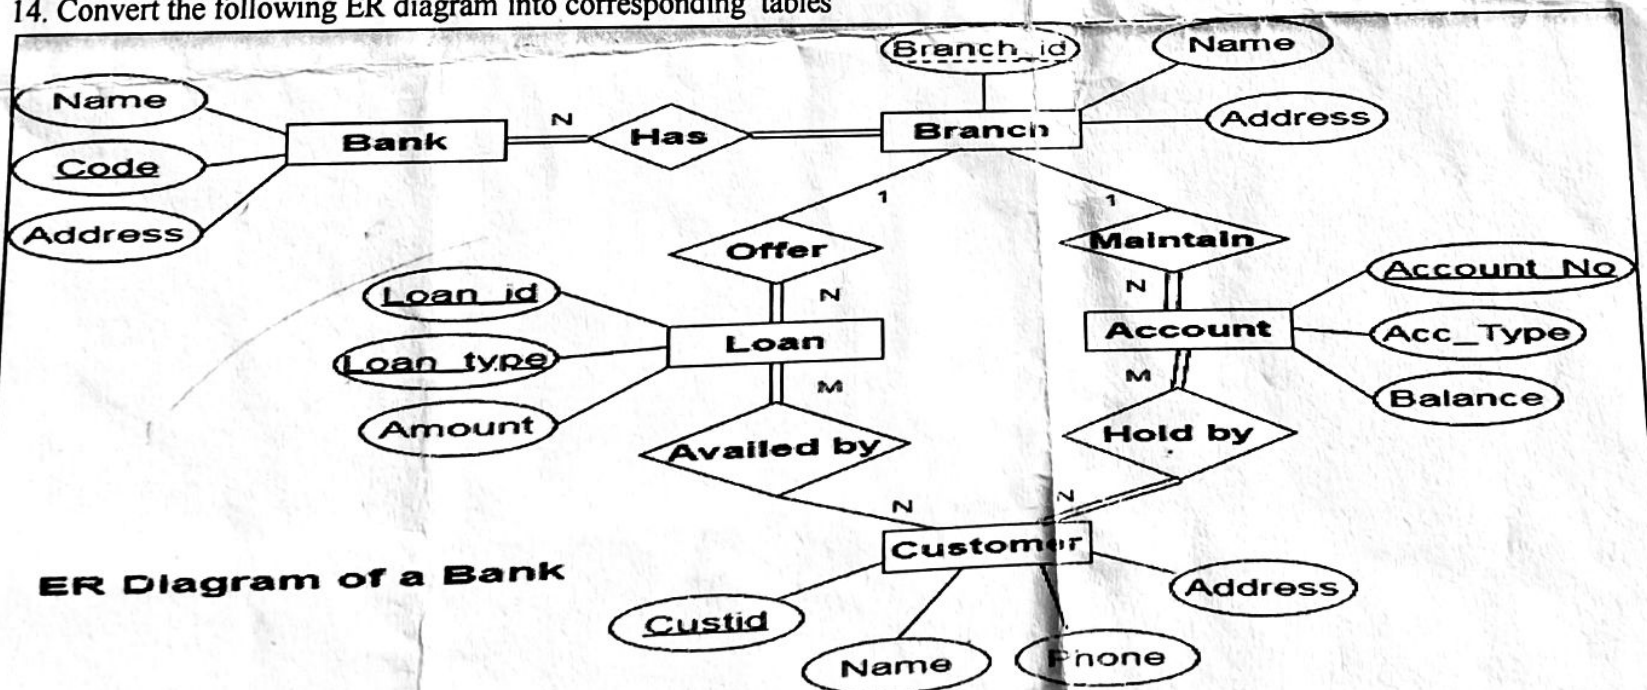 14. Convert the following ER diagram into corresponding tables
Branch_id
Name
Name
N
Bank
Has
Branch
Address
Code
Address
1
1
Offer
Maintain
Loan_id
N
N
Account_No
Loan
Account
Acc_Type
Loan_type
M
M
Amount
Balance
Availed by
Hold by
N
N
Customer
ER Diagram of a Bank
Address
Custid
Name
Phone